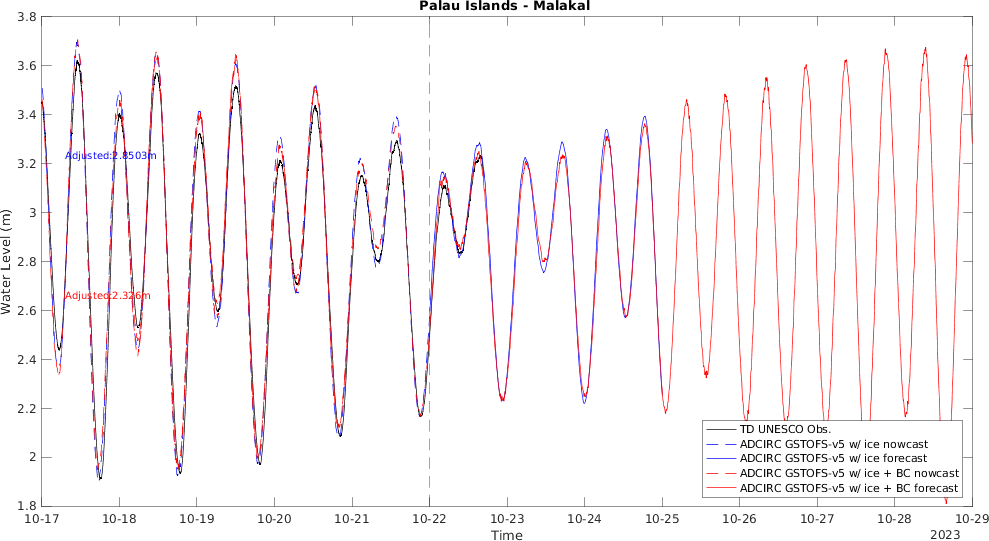 Palau Islands - Malakal
3.8
3.6
3.4
3.2
3
2.8
2.6
2.4
2.2
2
1.8
Water Level (m)
Adjusted:2.8503m
Adjusted:2.326m
TD UNESCO Obs.
ADCIRC GSTOFS-v5 w/ ice nowcast
ADCIRC GSTOFS-v5 w/ ice forecast
ADCIRC GSTOFS-v5 w/ ice + BC nowcast
ADCIRC GSTOFS-v5 w/ ice + BC forecast
10-17 10-18 10-19 10-20 10-21 10-22 10-23 10-24 10-25 10-26 10-27 10-28 10-29
Time
2023